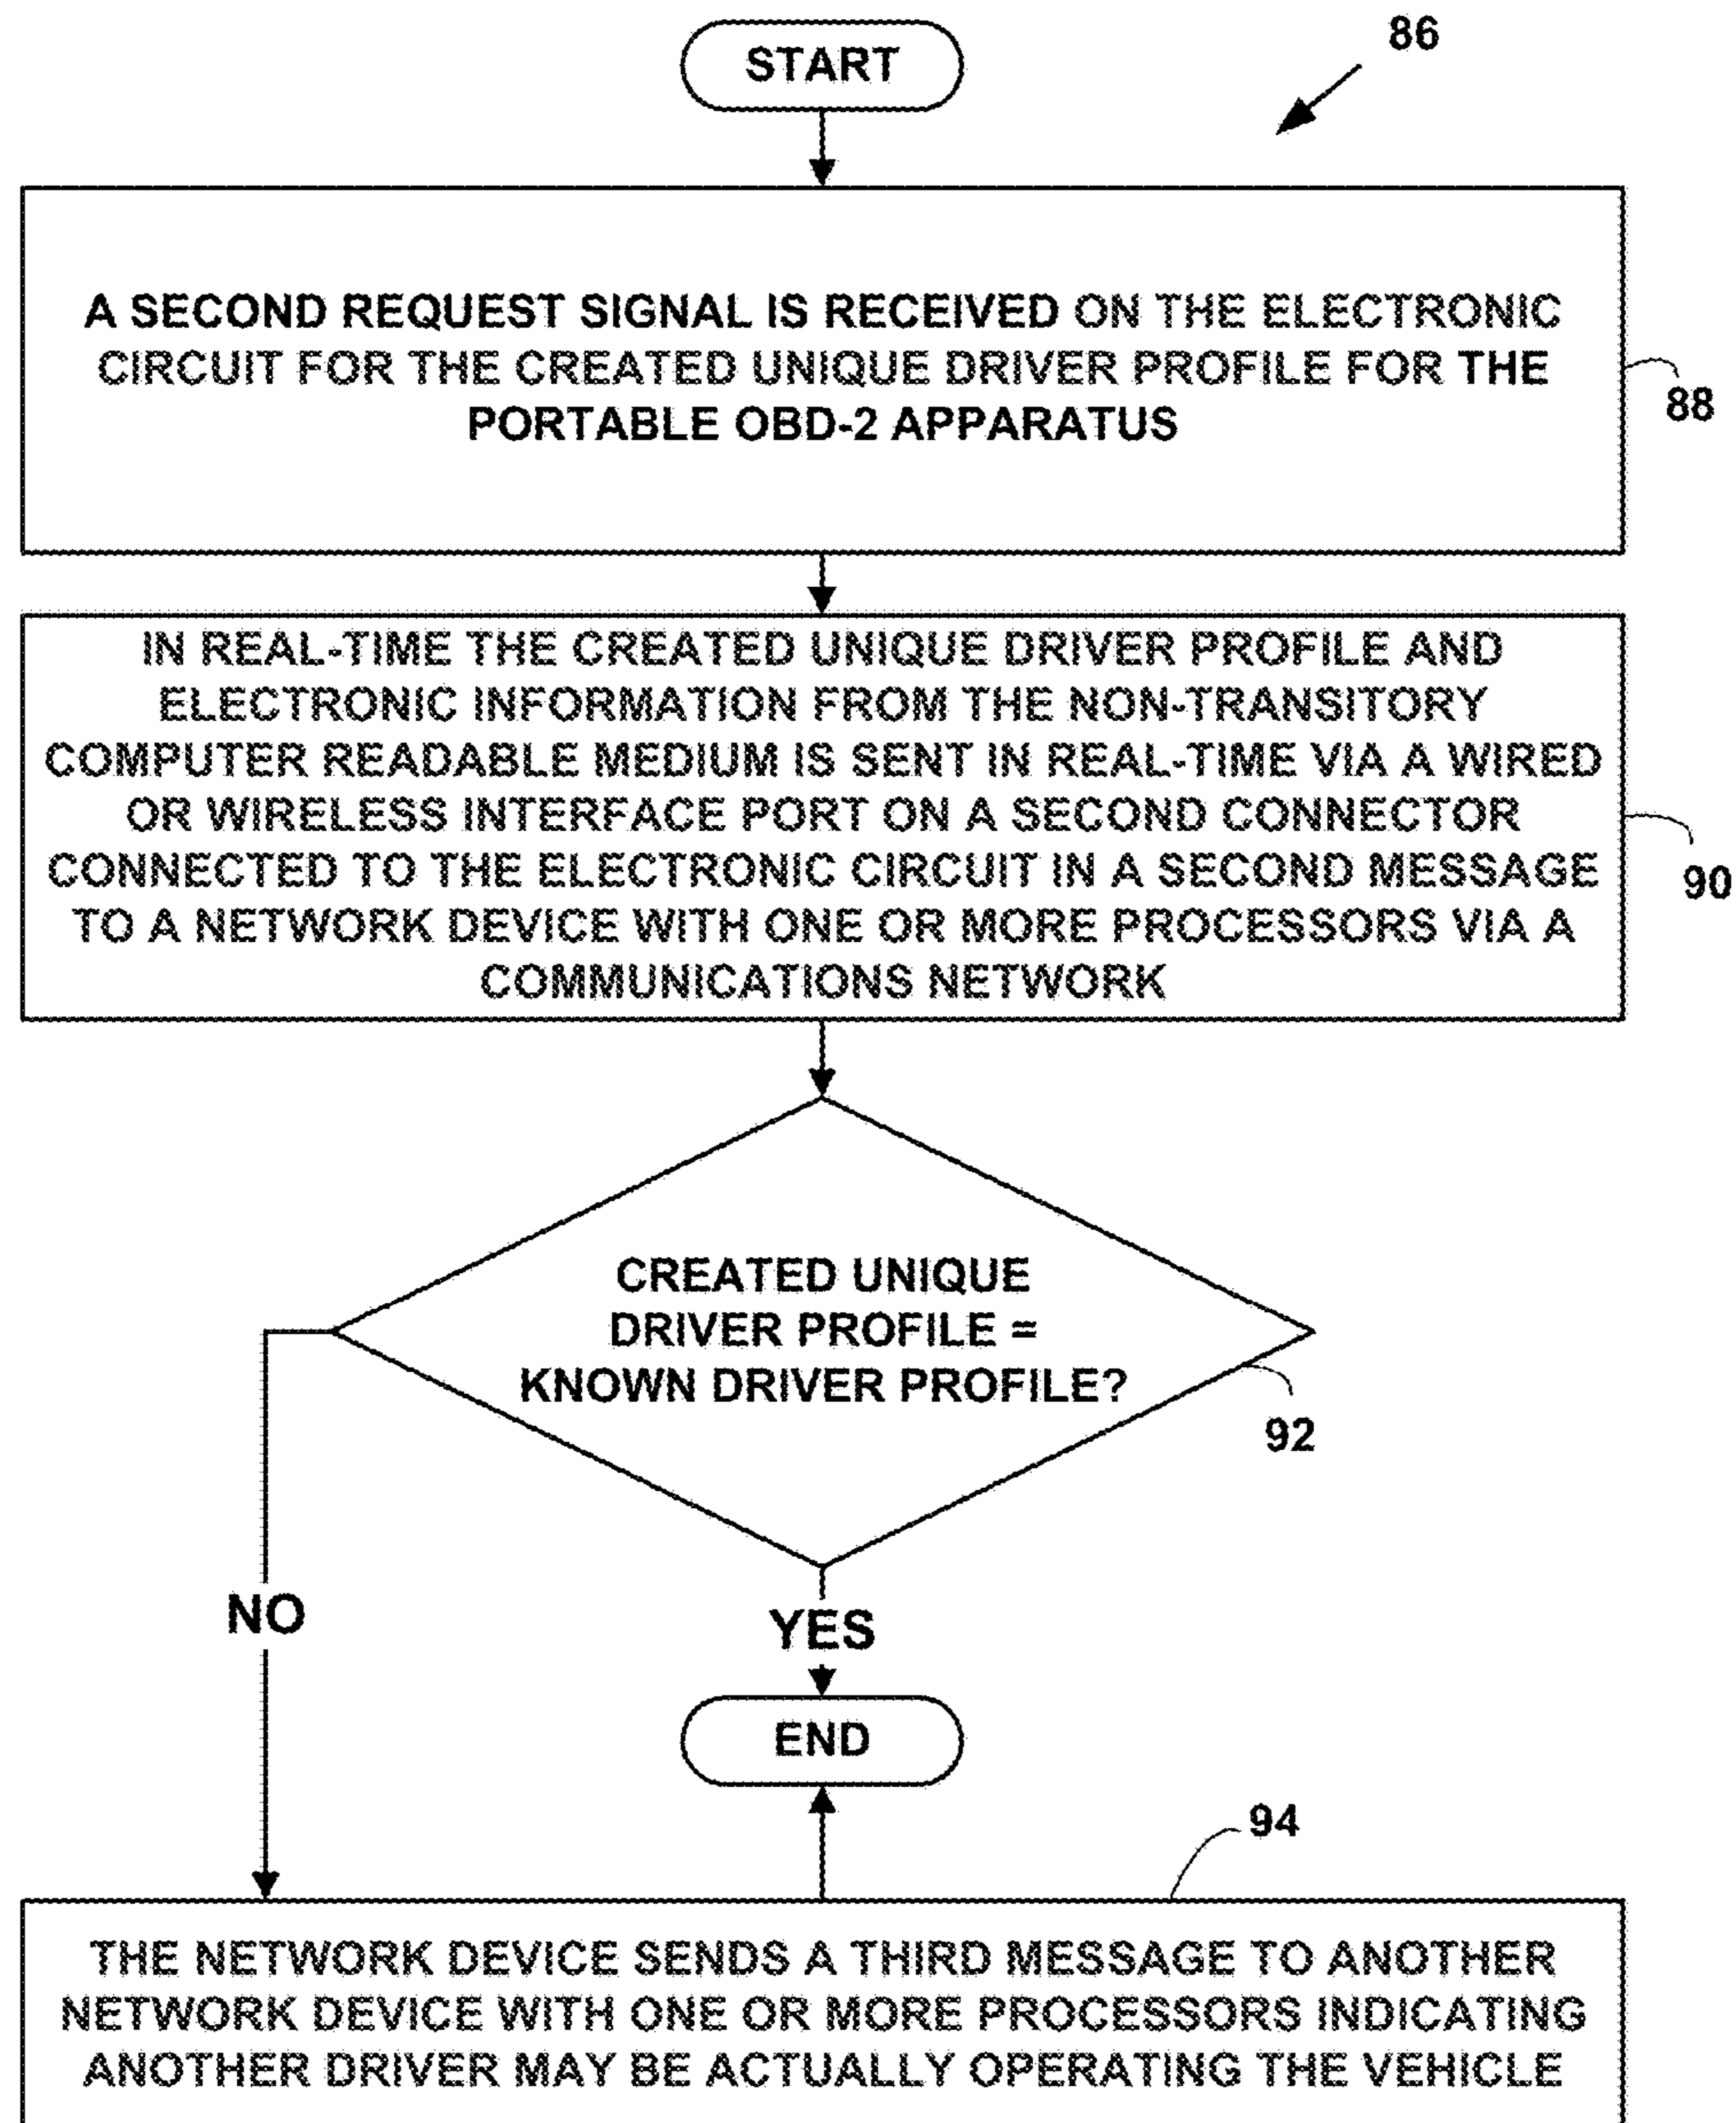 START
86
A SECOND REQUEST SIGNAL IS RECEIVED ON THE ELECTRONIC
CIRCUIT FOR THE CREATED UNIQUE DRIVER PROFILE FOR THE
PORTABLE OBD-2 APPARATUS
88
IN REAL-TIME THE CREATED UNIQUE DRIVER PROFILE AND
ELECTRONIC INFORMATION FROM THE NON-TRANSITORY
COMPUTER READABLE MEDIUM IS SENT IN REAL-TIME VIA A WIRED
OR WIRELESS INTERFACE PORT ON A SECOND CONNECTOR
CONNECTED TO THE ELECTRONIC CIRCUIT IN A SECOND MESSAGE
TO A NETWORK DEVICE WITH ONE OR MORE PROCESSORS VIA A
COMMUNICATIONS NETWORK
90
CREATED UNIQUE
DRIVER PROFILE =
KNOWN DRIVER PROFILE?
92
NO
YES
END
94
THE NETWORK DEVICE SENDS A THIRD MESSAGE TO ANOTHER
NETWORK DEVICE WITH ONE OR MORE PROCESSORS INDICATING
ANOTHER DRIVER MAY BE ACTUALLY OPERATING THE VEHICLE